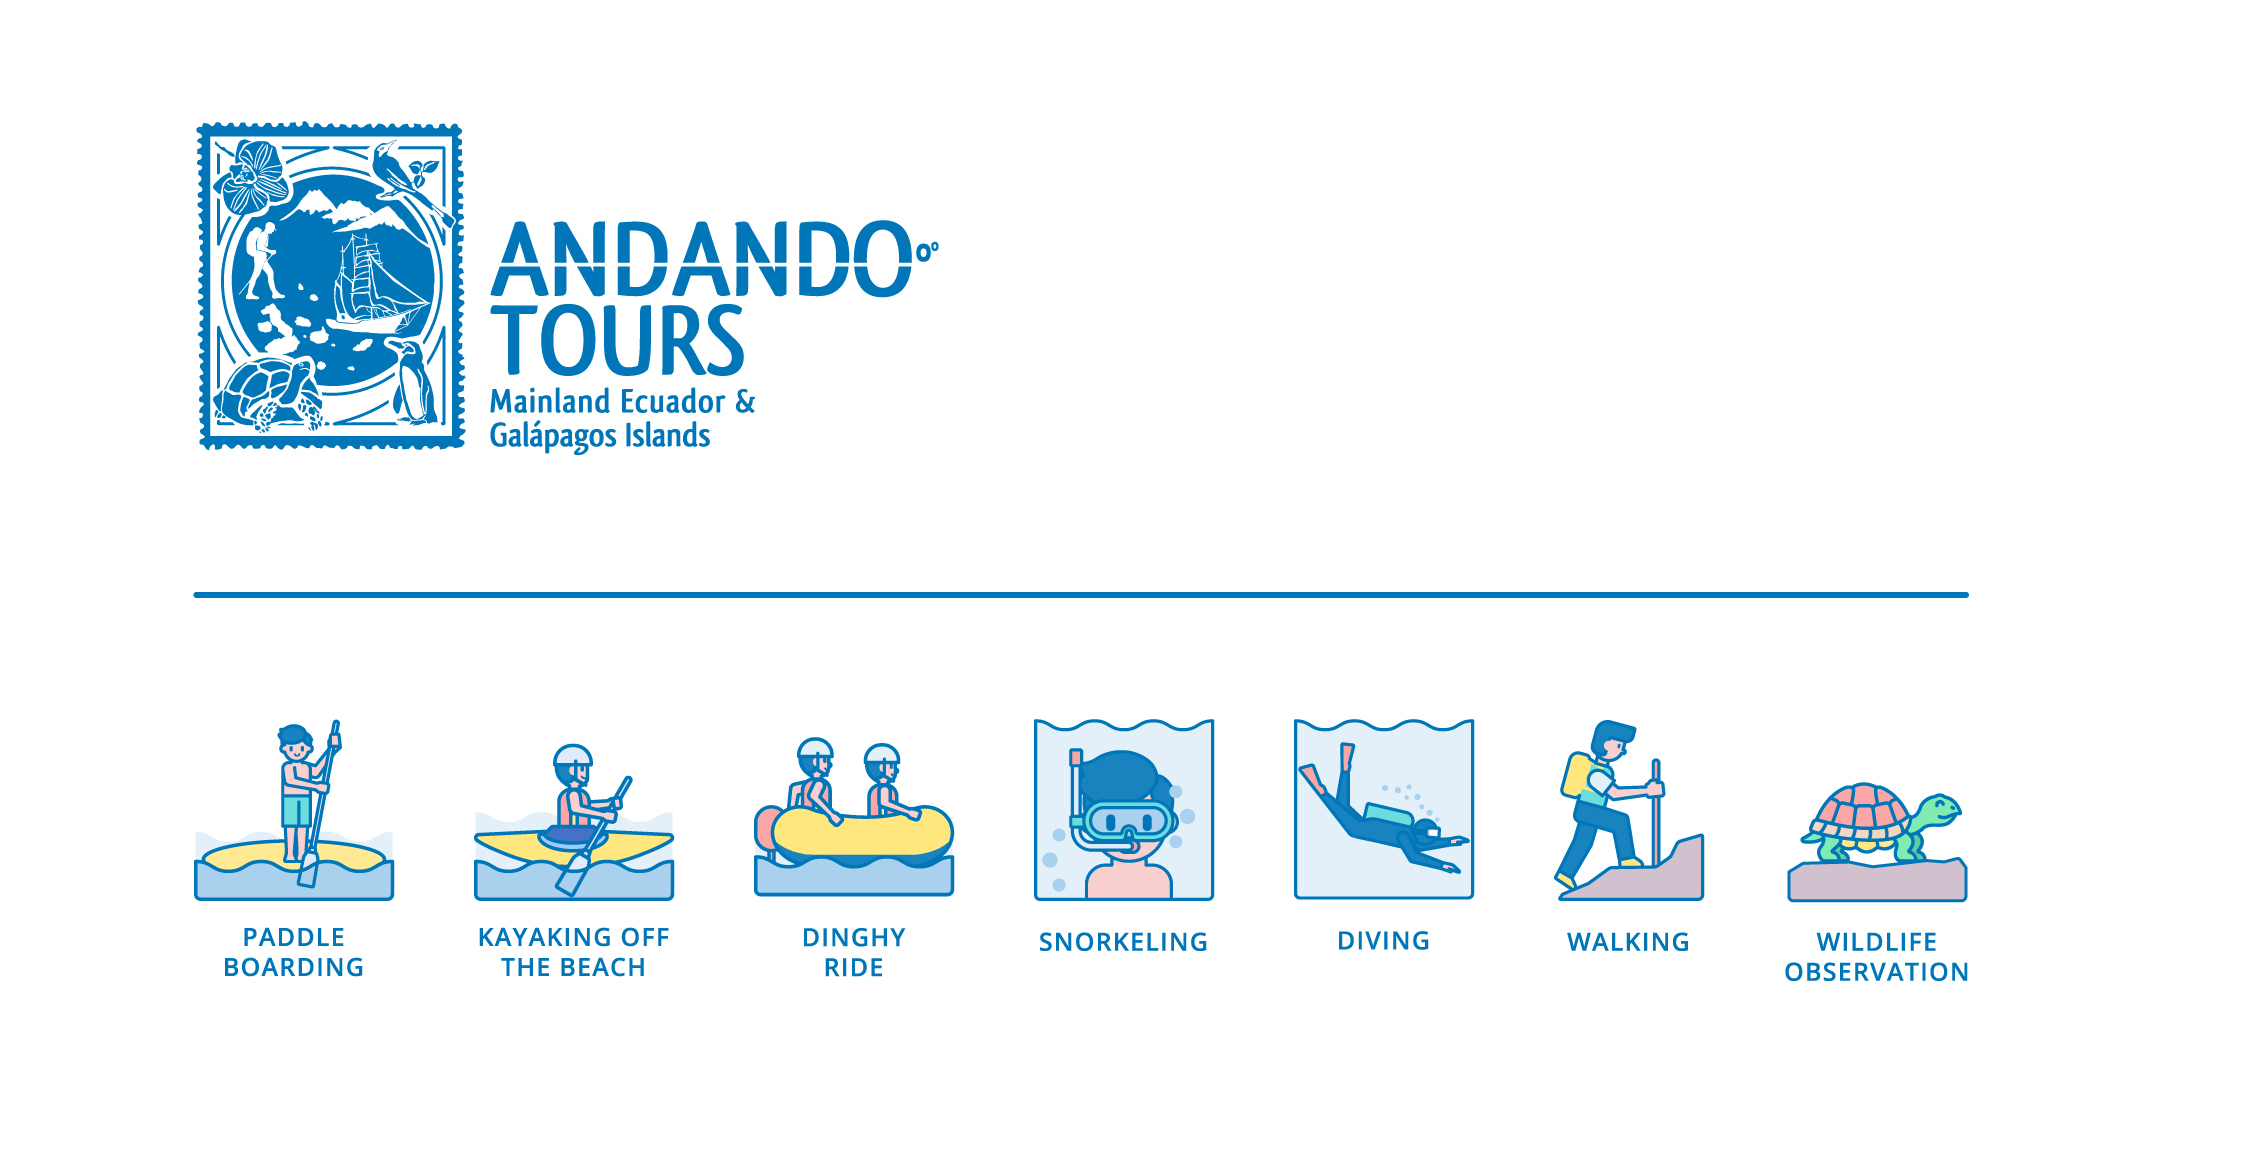 ANDANDO
TOURS
Mainland Ecuador &
Galápagos Islands
PADDLE
BOARDING
KAYAKING OFF
THE BEACH
DINGHY
RIDE
SNORKELING
DIVING
WALKING
WILDLIFE
OBSERVATION